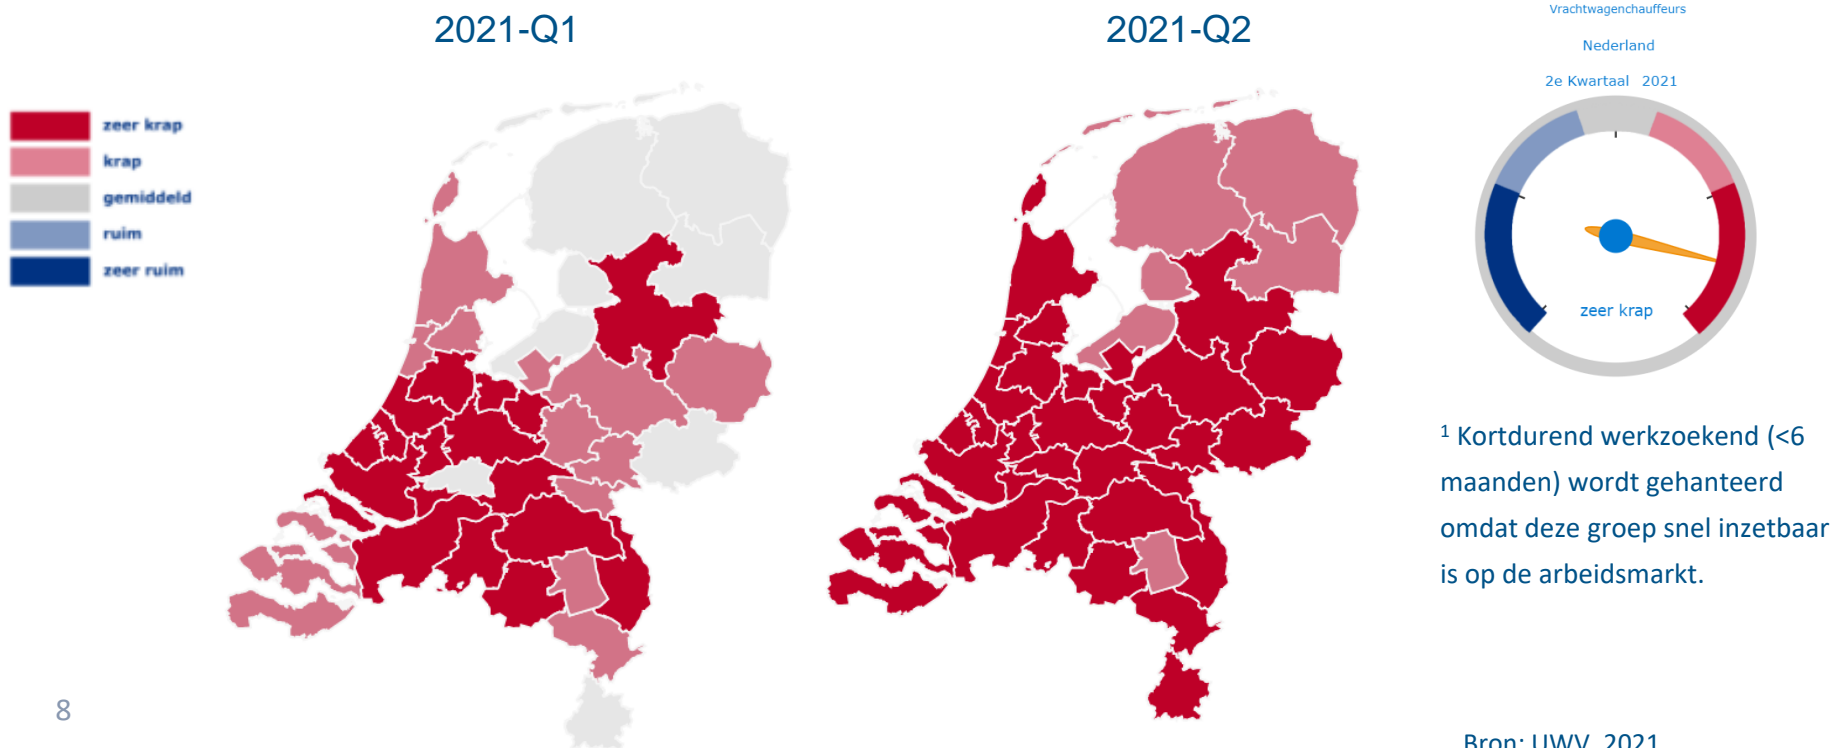 2021-Q1
2021-Q2
zeer krap
krap
gemiddeld
ruim
zeer ruim
Vrachtwagenchauffeurs
Nederland
2e Kwartaal 2021
zeer krap
¹ Kortdurend werkzoekend (<6
maanden) wordt gehanteerd
omdat deze groep snel inzetbaar
is op de arbeidsmarkt.
8
Bron: UWV, 2021